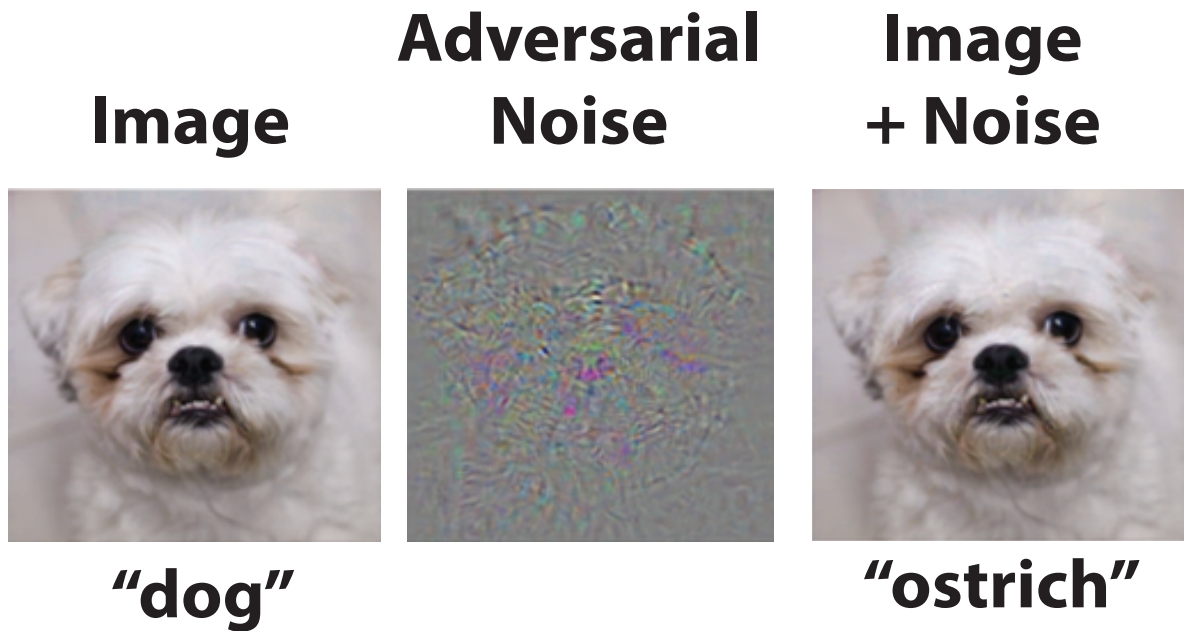 Image
Adversarial
Noise
Image
+ Noise
“dog”
“ostrich”